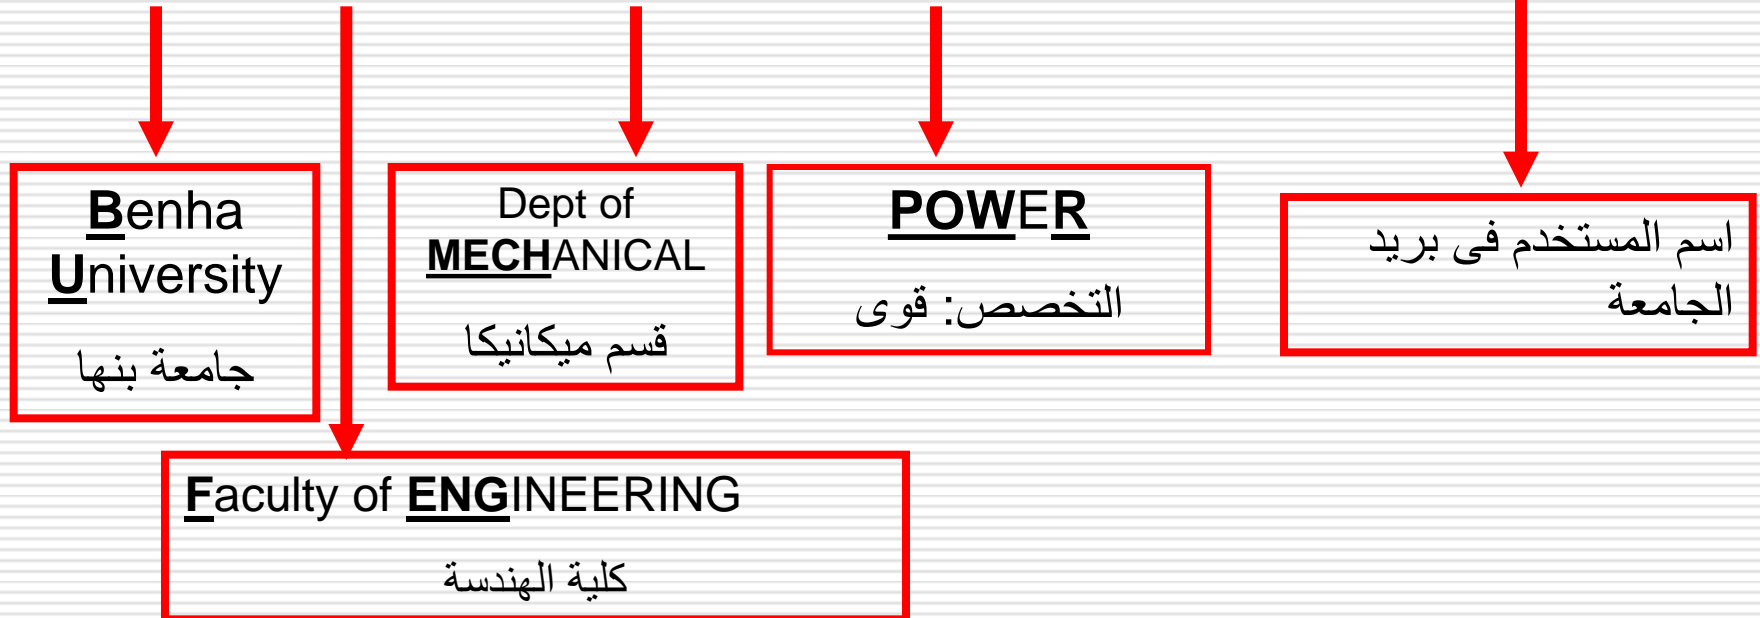 Benha
University
جامعة بنها
Dept of
MECHANICAL
قسم ميكانيكا
POWER
التخصص: قوى
اسم المستخدم فى بريد
الجامعة
Faculty of ENGINEERING
كلية الهندسة